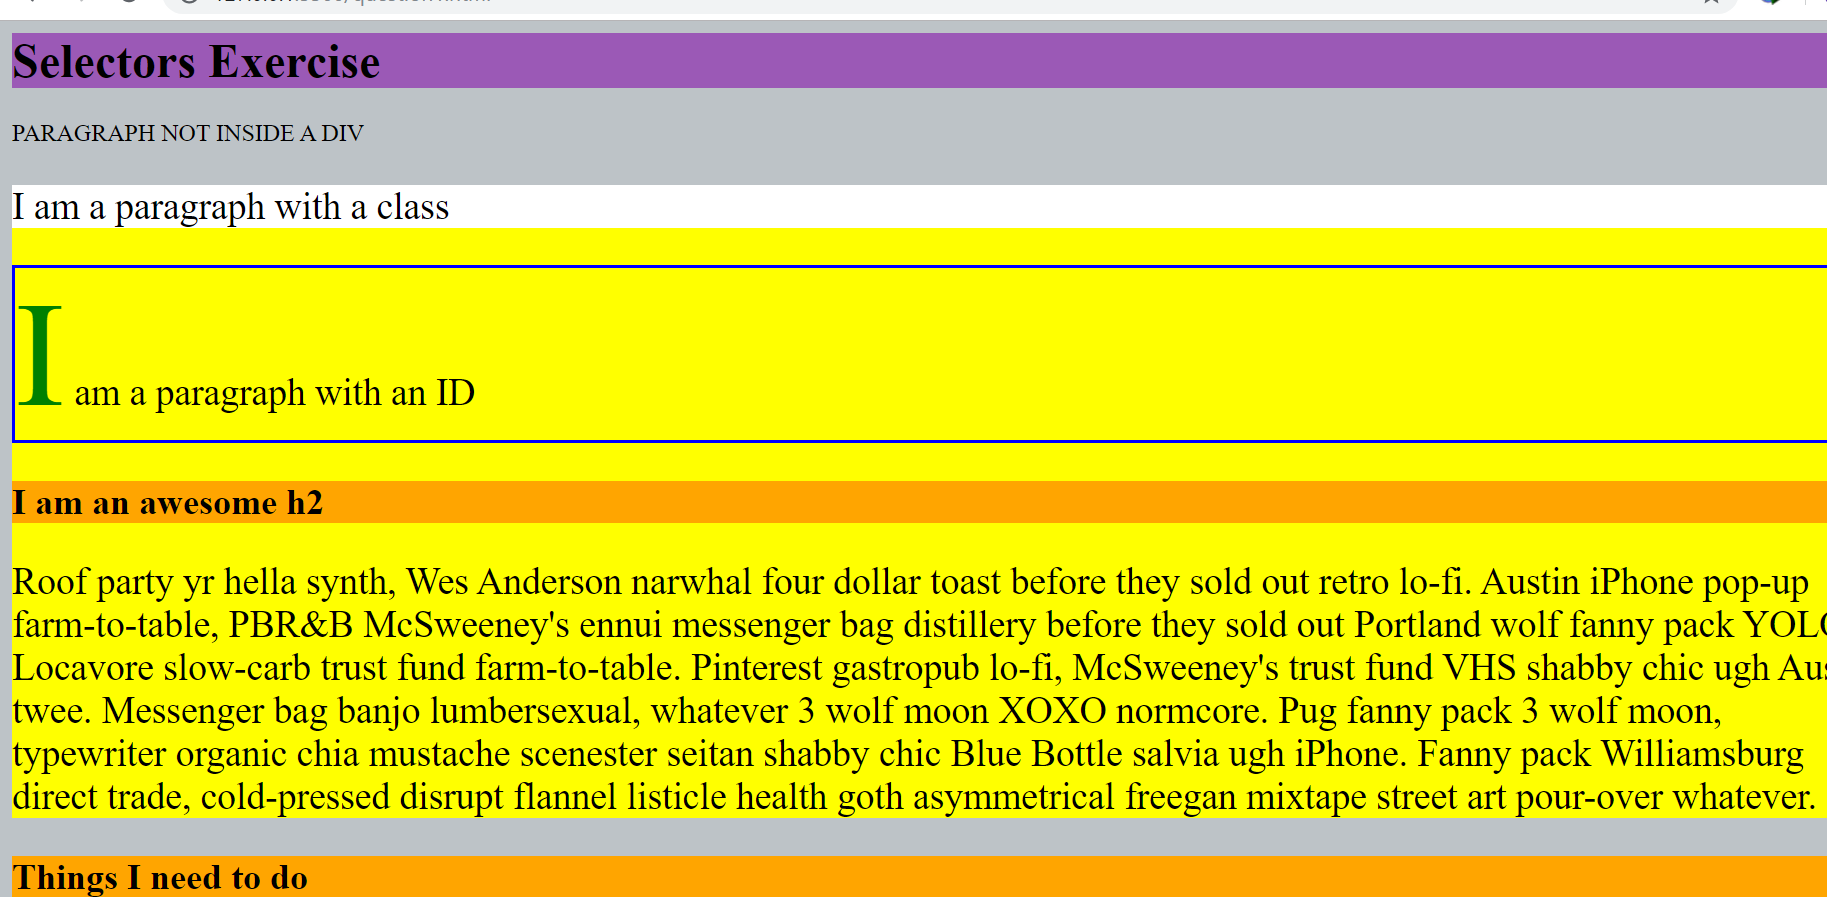 Selectors Exercise
PARAGRAPH NOT INSIDE A DIV
I am a paragraph with a class
I am a paragraph with an ID
I am an awesome h2
Roof party yr hella synth, Wes Anderson narwhal four dollar toast before they sold out retro lo-fi. Austin iPhone pop-up
farm-to-table, PBR&B McSweeney's ennui messenger bag distillery before they sold out Portland wolf fanny pack
Locavore slow-carb trust fund farm-to-table. Pinterest gastropub lo-fi, McSweeney's trust fund VHS shabby chic ugh
twee. Messenger bag banjo lumbersexual, whatever 3 wolf moon XOXO normcore. Pug fanny pack 3 wolf moon,
typewriter organic chia mustache scenester seitan shabby chic Blue Bottle salvia ugh iPhone. Fanny pack Williamsburg
direct trade, cold-pressed disrupt flannel listicle health goth asymmetrical freegan mixtape street art pour-over whatever.
Things I need to do